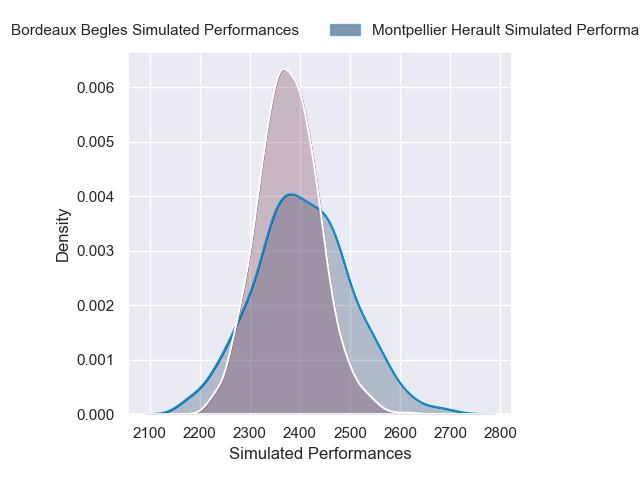 Bordeaux Begles Simulated Performances Montpellier Herault Simulated Performa
0.006
0.005
0.004
0.003
0.002
0.001
0.000
Density
2100 2200 2300 2400 2500 2600 2700 2800
Simulated Performances